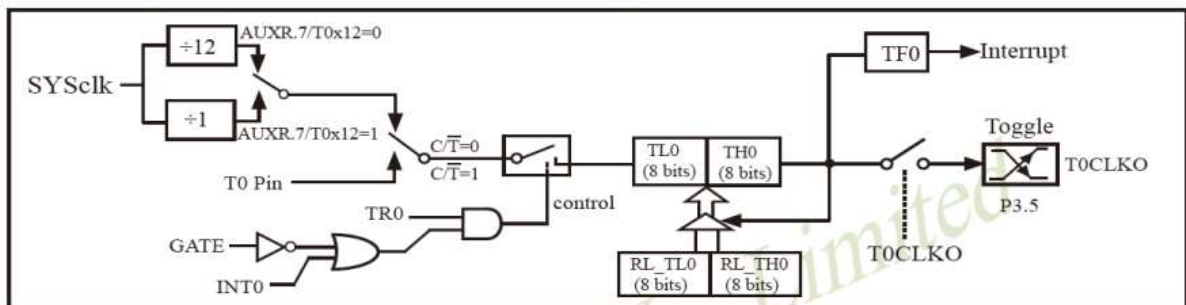 AUXR.7/T0x12=0
÷12
SYSclk
÷1
AUXR.7/T0x12=1
C/T̅=0
C/T̅=1
T0 Pin
TR0
control
GATE
INT0
TL0
(8 bits)
TH0
(8 bits)
RL_TL0
(8 bits)
RL_TH0
(8 bits)
TF0
Interrupt
Toggle
T0CLKO
P3.5
T0CLKO
Limited